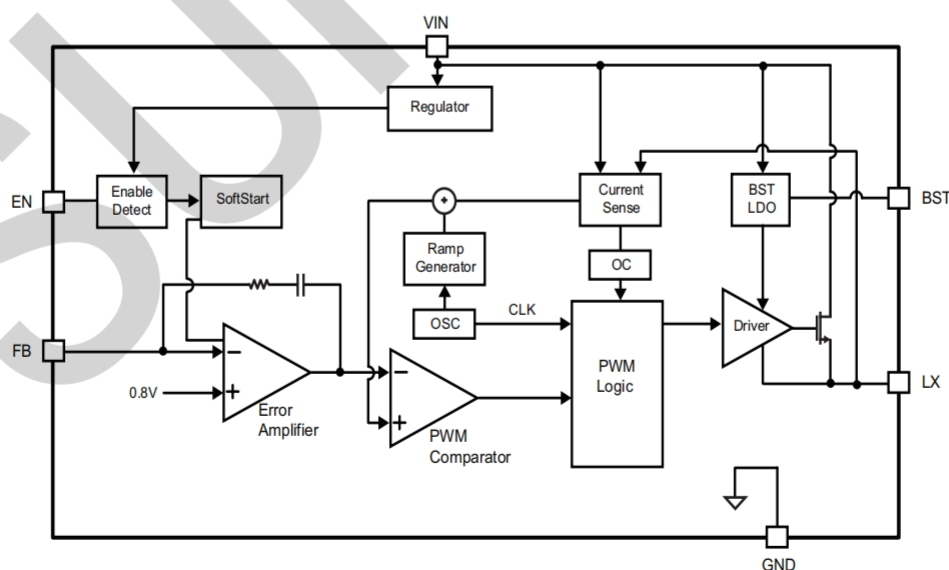 VIN
Regulator
EN
Enable
Detect
SoftStart
Current
Sense
BST
LDO
BST
+
Ramp
Generator
OC
OSC
CLK
Driver
FB
−
0.8V
+
Error
Amplifier
−
+
PWM
Comparator
PWM
Logic
LX
GND